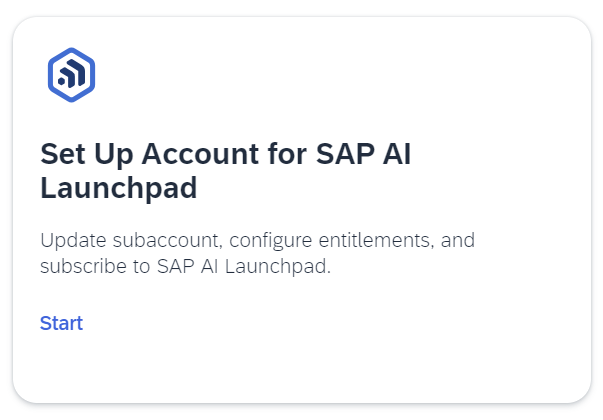 Set Up Account for SAP AI
Launchpad
Update subaccount, configure entitlements, and
subscribe to SAP AI Launchpad.
Start